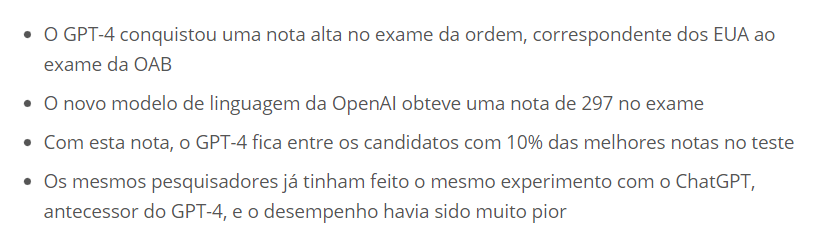 O GPT-4 conquistou uma nota alta no exame da ordem, correspondente dos EUA ao
exame da OAB
O novo modelo de linguagem da OpenAI obteve uma nota de 297 no exame
Com esta nota, o GPT-4 fica entre os candidatos com 10% das melhores notas no teste
Os mesmos pesquisadores já tinham feito o mesmo experimento com o ChatGPT,
antecessor do GPT-4, e o desempenho havia sido muito pior